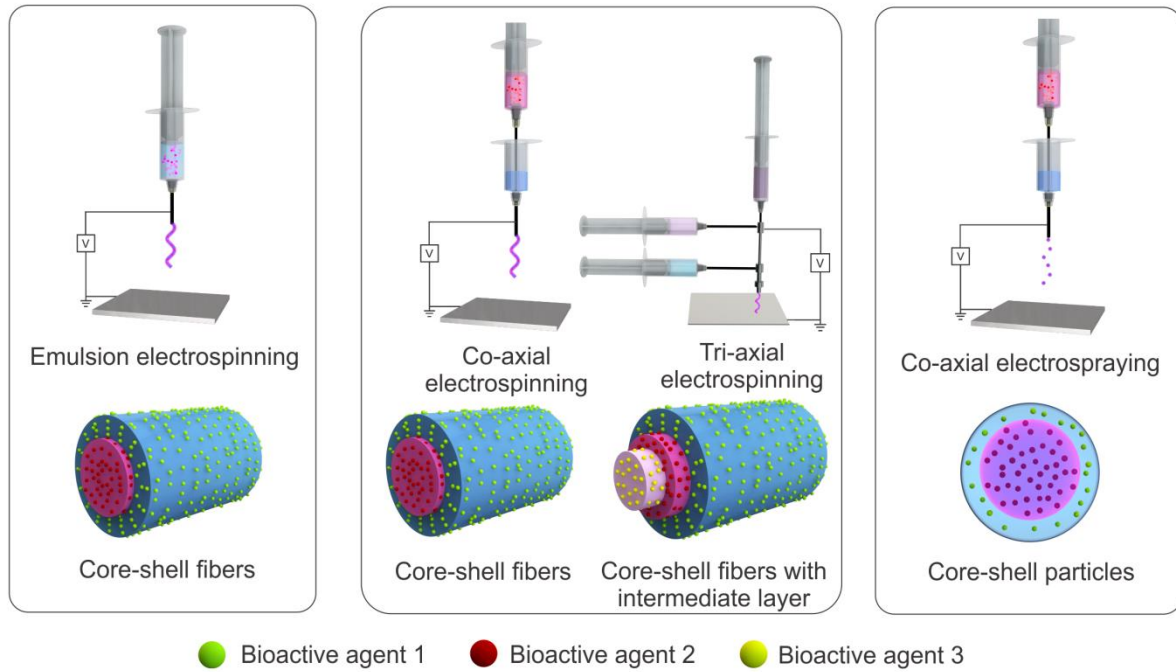 V
Emulsion electrospinning
Core-shell fibers
V
Co-axial
electrospinning
V
Tri-axial
electrospinning
Core-shell fibers
Core-shell fibers with
intermediate layer
V
Co-axial electrospraying
Core-shell particles
Bioactive agent 1
Bioactive agent 2
Bioactive agent 3